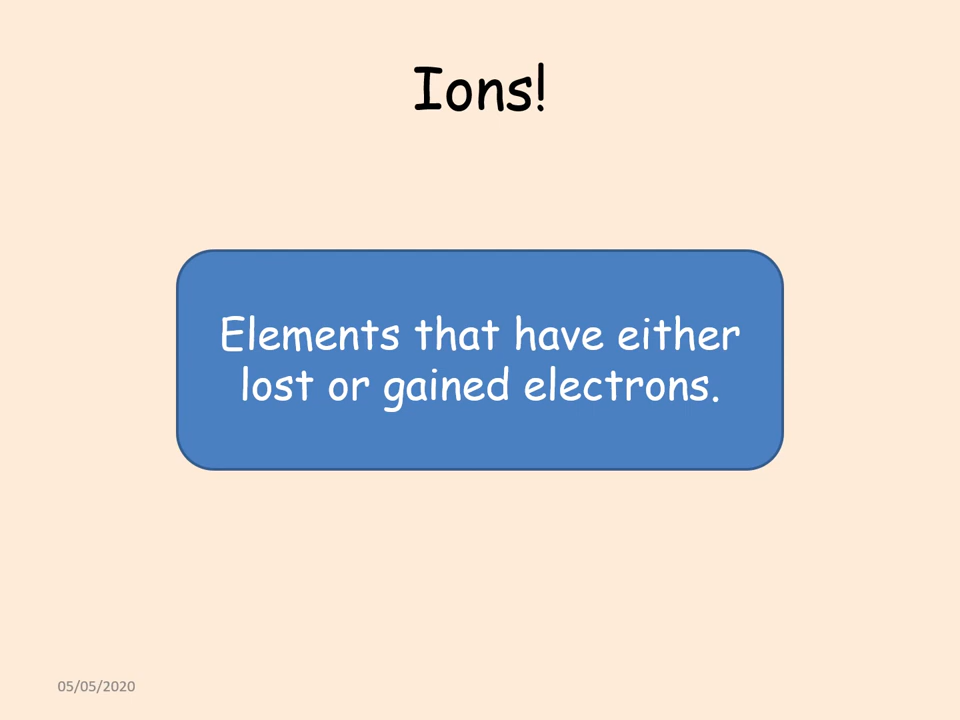 Ions!
Elements that have either
lost or gained electrons.
05/05/2020